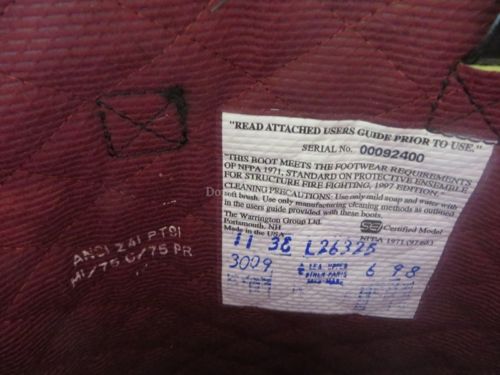 "READ ATTACHED USERS GUIDE PRIOR TO USE."
SERIAL No. 00092400
"THIS BOOT MEETS THE FOOTWEAR REQUIREMENTS
OF NFPA 1971, STANDARD ON PROTECTIVE ENSEMBLE
FOR STRUCTURE FIRE FIGHTING, 1997 EDITION."
CLEANING PRECAUTIONS: Use only mild soap and water with
soft brush. Use only manufacturing cleaning methods as outlined
in the users guide provided with these boots.
The Warrington Group Ltd.
Portsmouth, NH
Made in the USA
SEI Certified Model
NFPA 1971 (97 Ed.)
11 38 L26325
3009 6 98
ANSI Z41 PT91
MI/75 C/75 PR